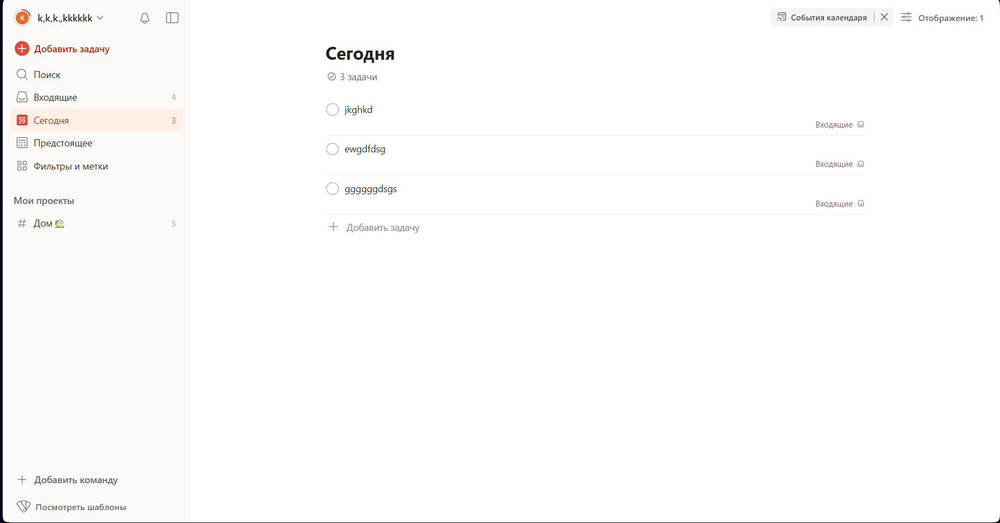 K
k,k,k.,kkkkkk
Добавить задачу
Поиск
Входящие 4
29 Сегодня 3
Предстоящее
Фильтры и метки
Мои проекты
# Дом🏡 5
Добавить команду
Посмотреть шаблоны
События календаря
Отображение: 1
Сегодня
3 задачи
jkghkd
Входящие
ewgdfdsg
Входящие
ggggggdsgs
Входящие
Добавить задачу